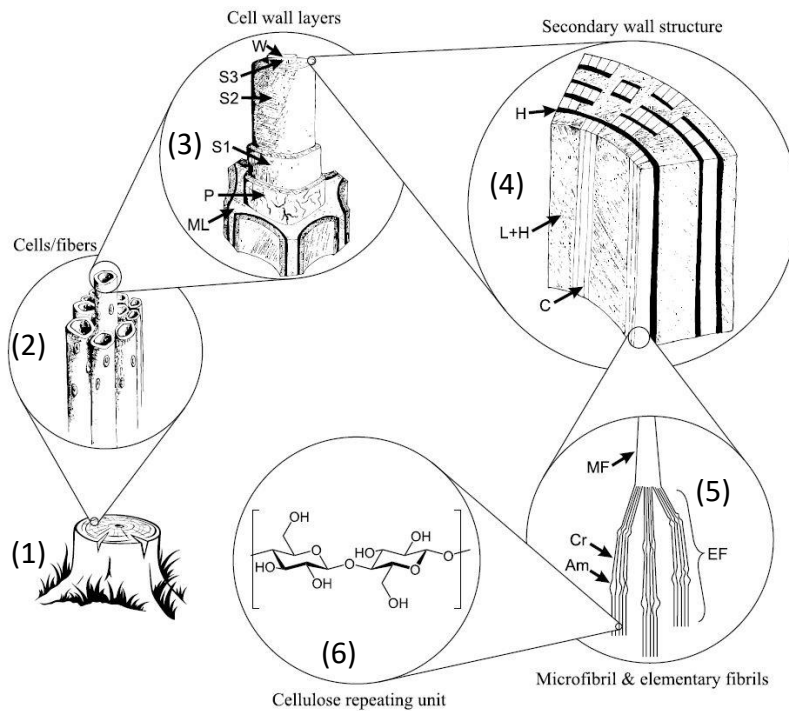 Cell wall layers
Secondary wall structure
W
S3
S2
(3)
S1
P
ML
H
(4)
L+H
C
Cells/fibers
(2)
(1)
MF
(5)
Cr
Am
EF
OH
OH
O
HO
O
HO
OH
O
HO
OH
O
O
OH
(6)
Cellulose repeating unit
Microfibril & elementary fibrils